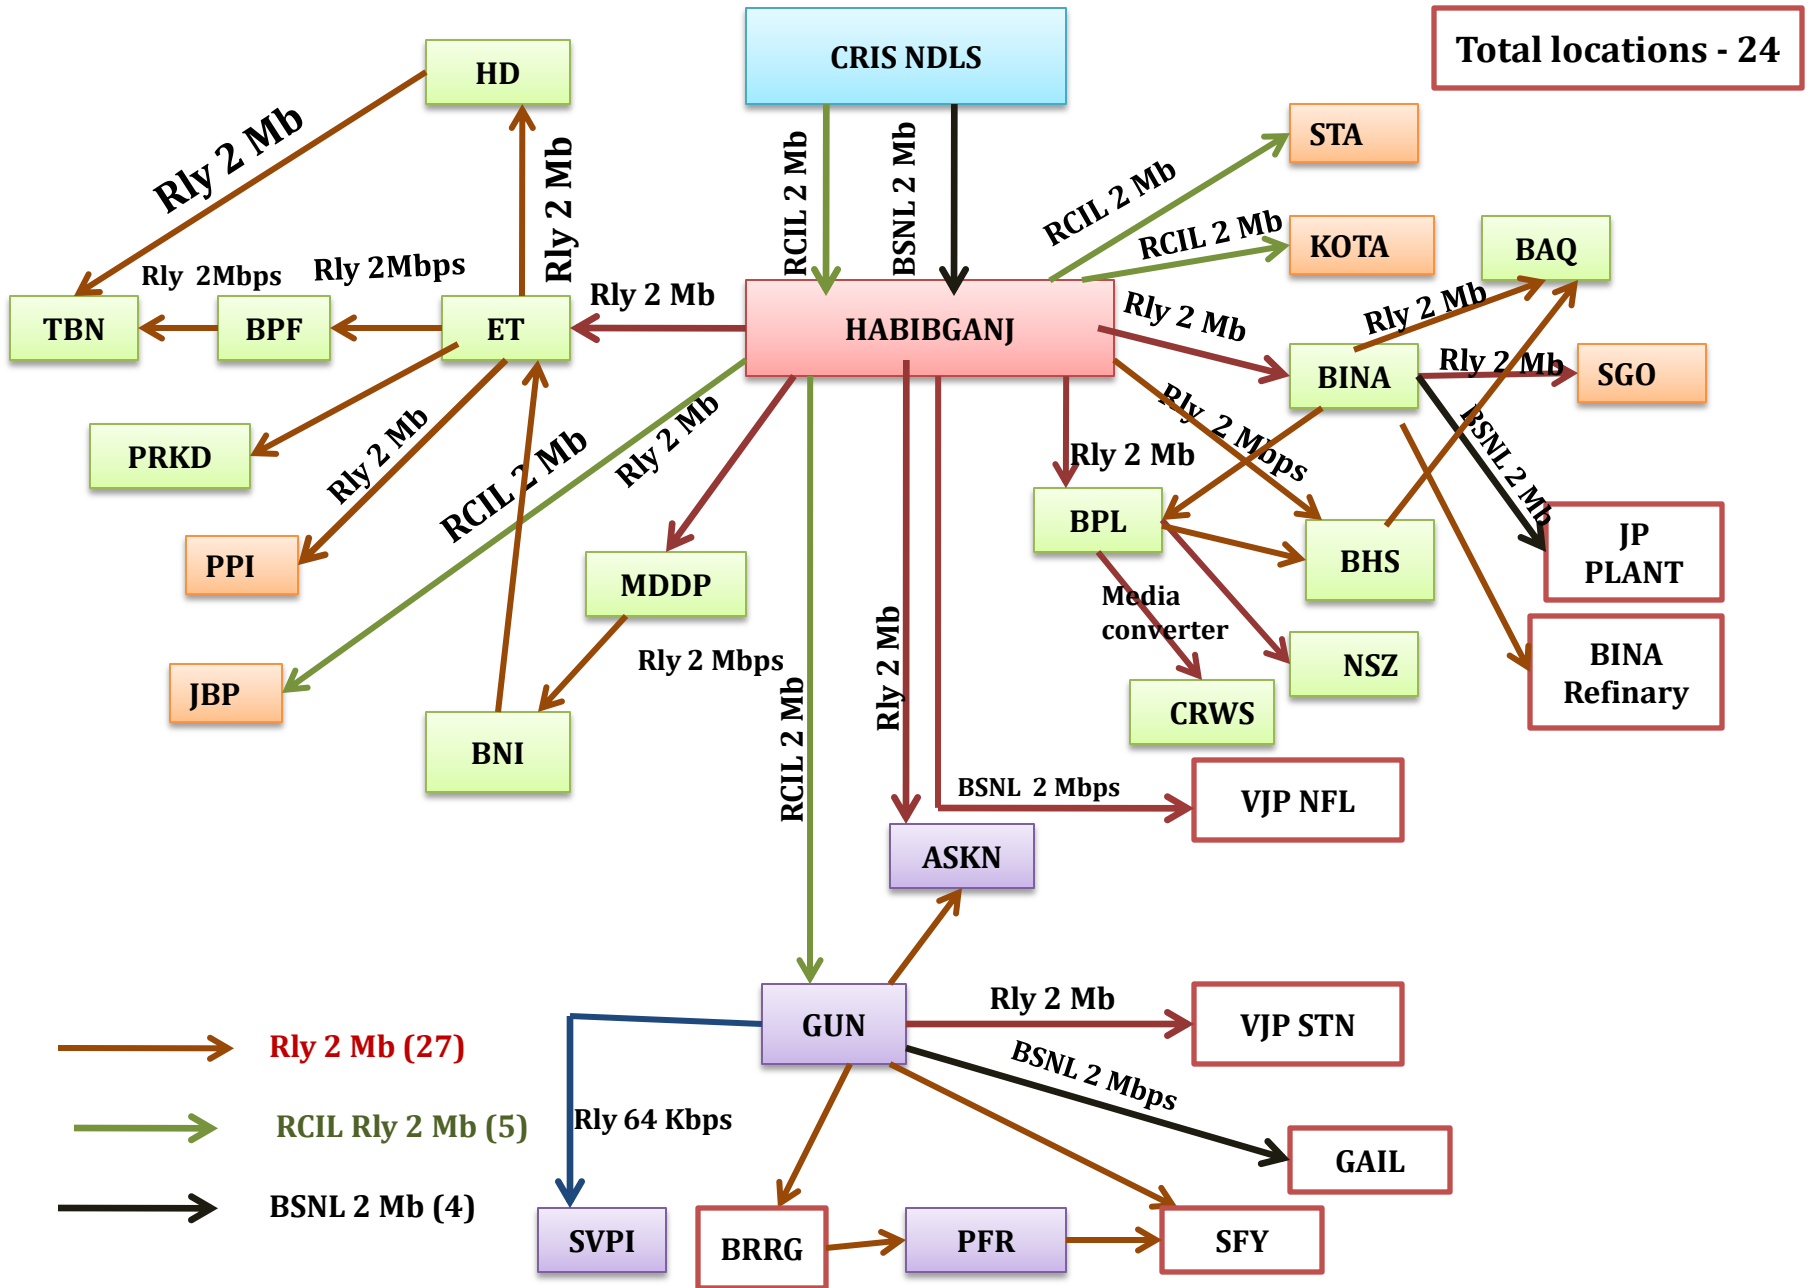 CRIS NDLS
Total locations - 24
HD
Rly 2 Mb
Rly 2 Mb
RCIL 2 Mb
BSNL 2 Mb
STA
RCIL 2 Mb
KOTA
RCIL 2 Mb
BAQ
Rly 2Mbps
Rly 2Mbps
Rly 2 Mb
TBN
BPF
ET
HABIBGANJ
Rly 2 Mb
Rly 2 Mb
BINA
Rly 2 Mb
SGO
PRKD
Rly 2 Mb
RCIL 2 Mb
Rly 2 Mb
Rly 2 Mb
Rly 2 Mbps
BSNL 2 Mb
PPI
MDDP
BPL
BHS
JP
PLANT
Media
converter
JBP
Rly 2 Mbps
BNI
RCIL 2 Mb
Rly 2 Mb
NSZ
CRWS
BINA
Refinary
BSNL 2 Mbps
VJP NFL
ASKN
GUN
Rly 2 Mb
VJP STN
BSNL 2 Mbps
GAIL
Rly 2 Mb (27)
RCIL Rly 2 Mb (5)
BSNL 2 Mb (4)
Rly 64 Kbps
SVPI
BRRG
PFR
SFY